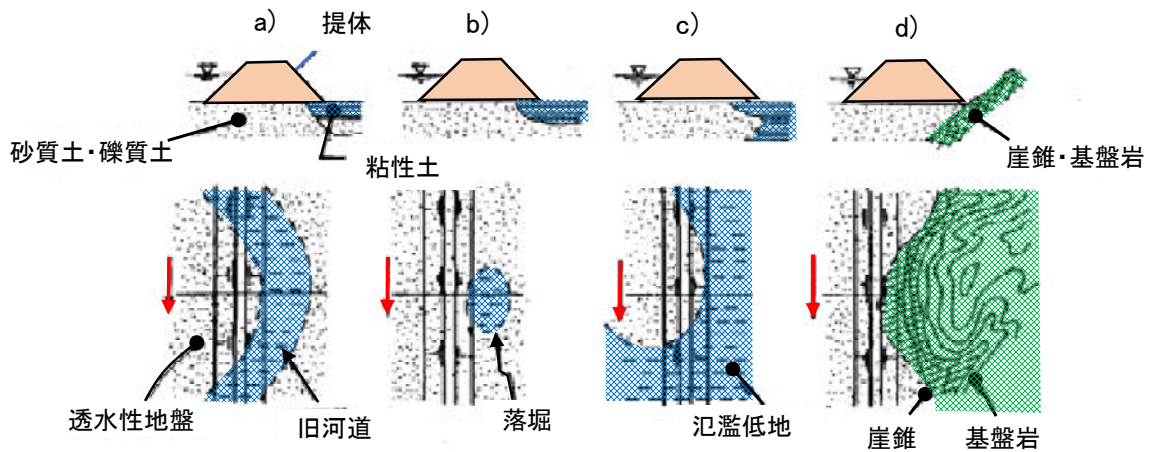 a)
b)
c)
d)
提体
砂質土・礫質土
粘性土
崖錐・基盤岩
透水性地盤
旧河道
落堀
氾濫低地
崖錐
基盤岩